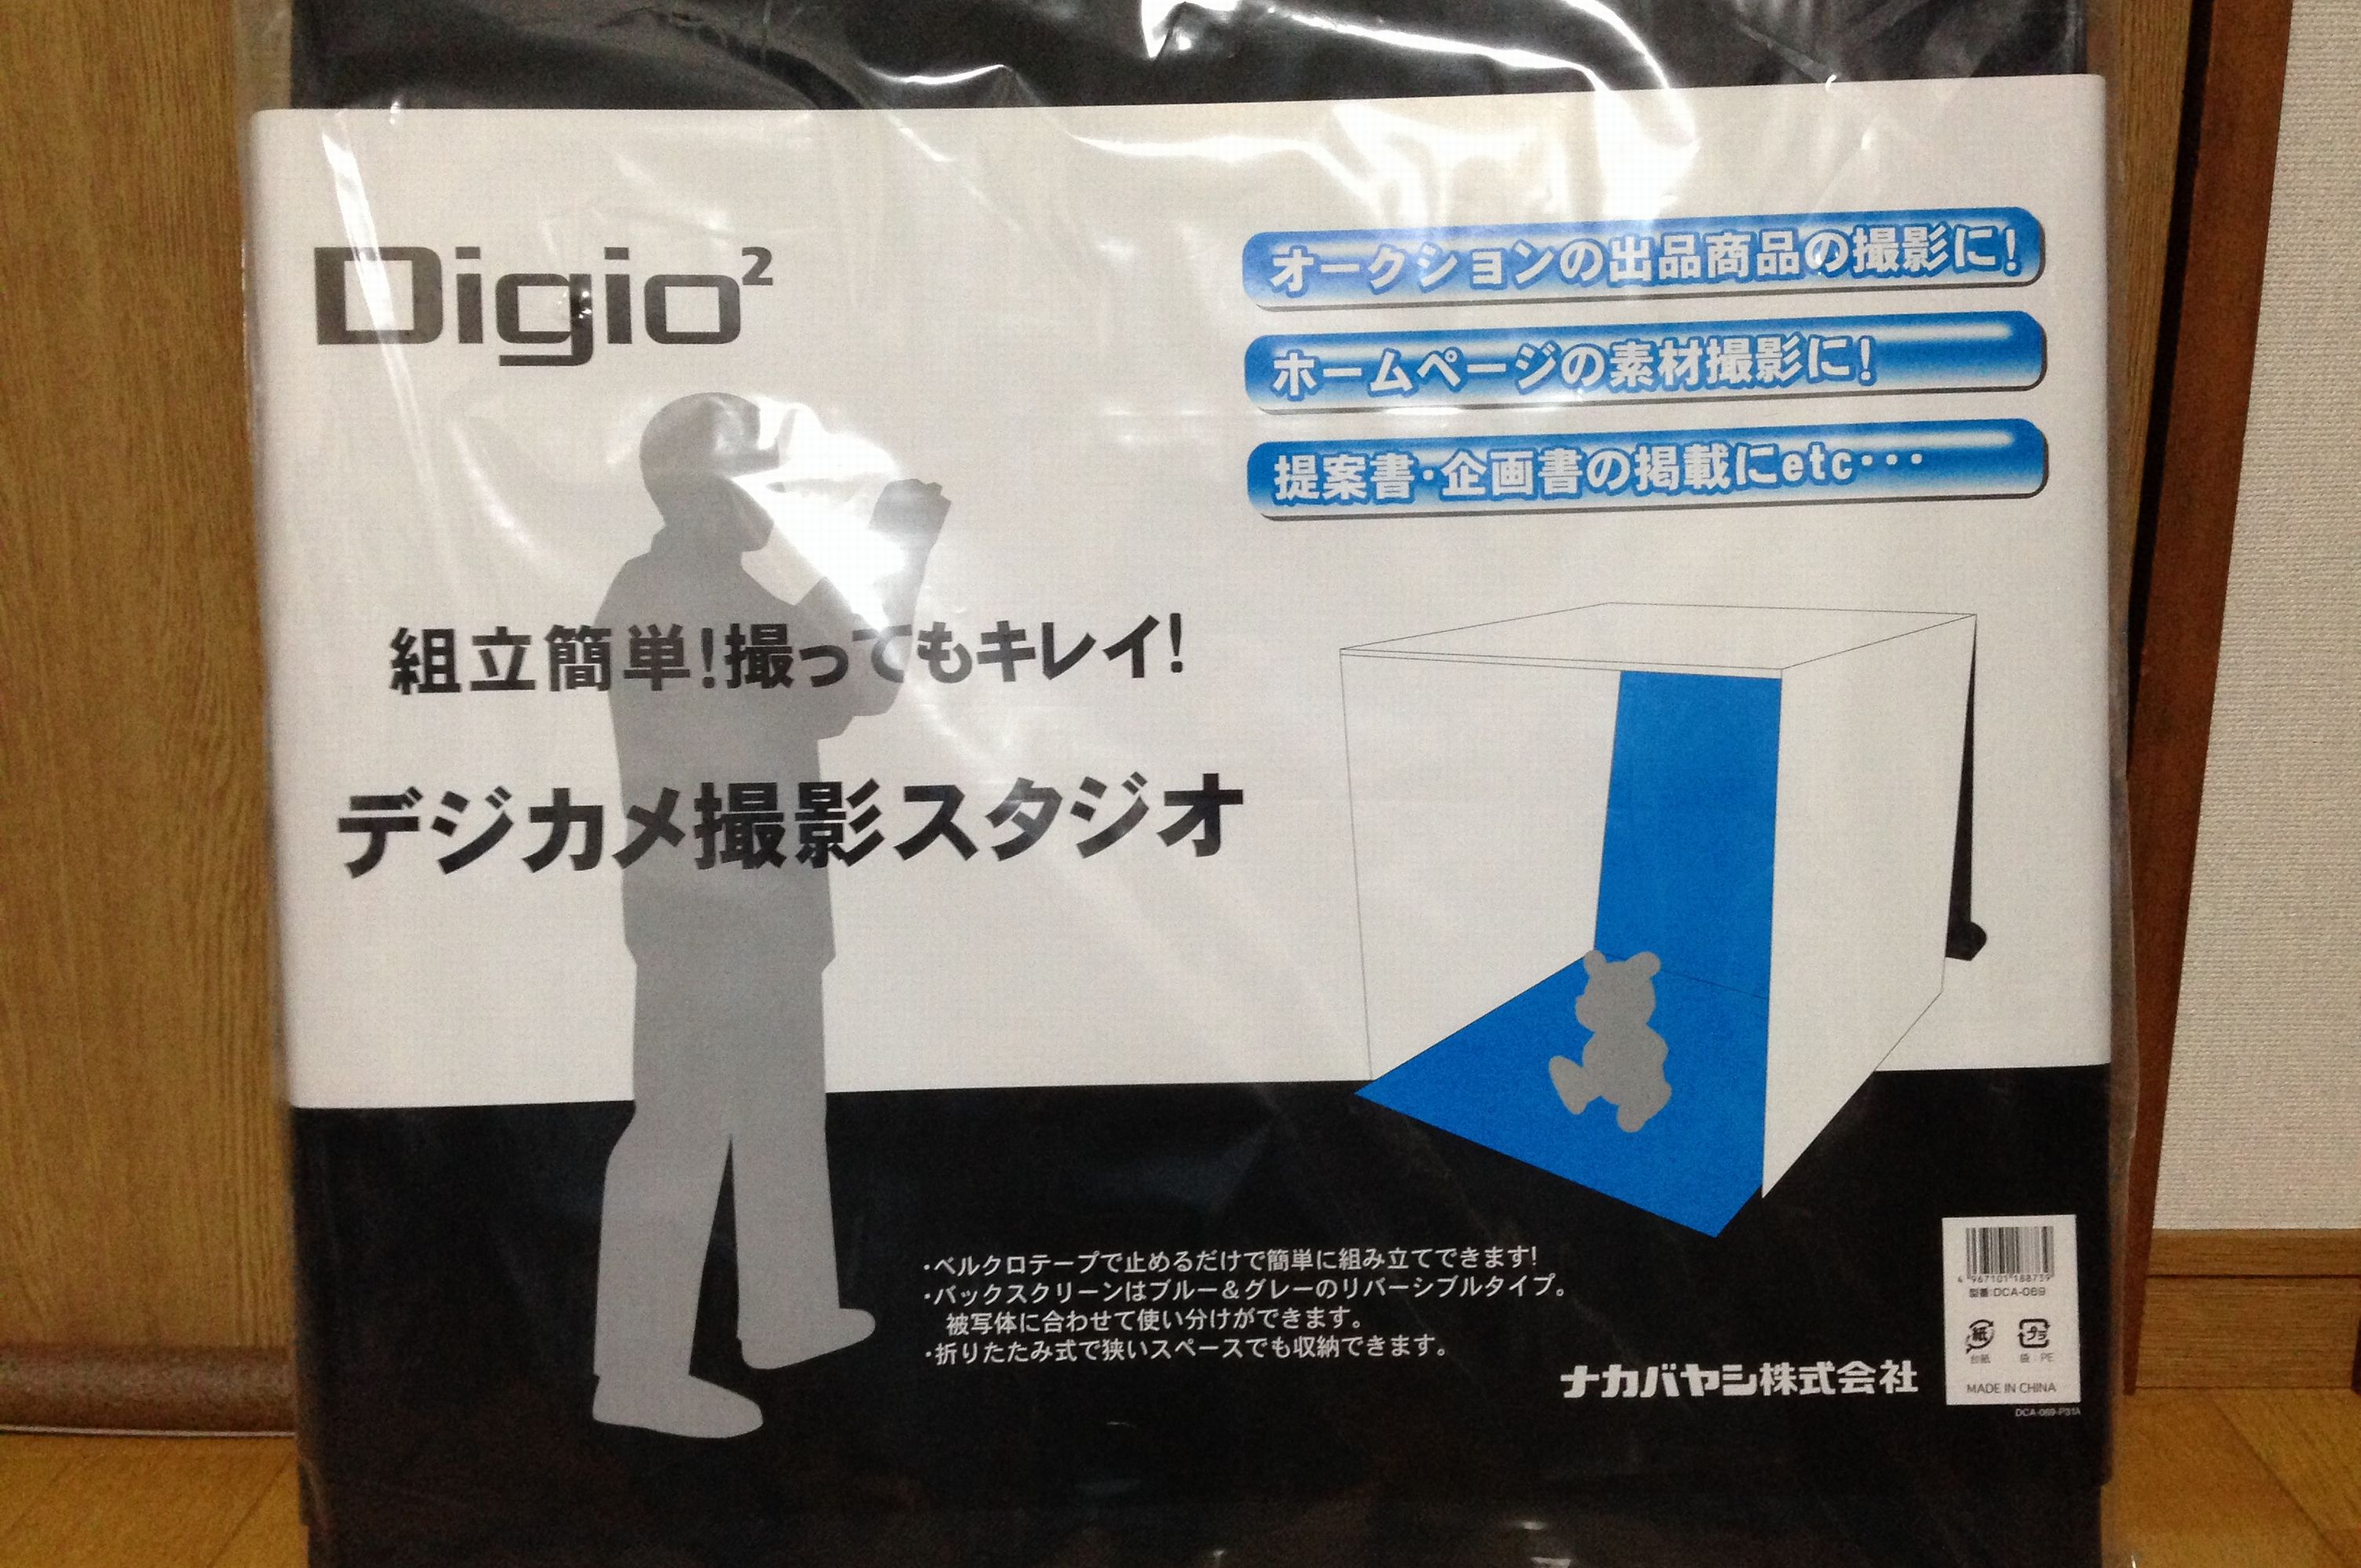 Digio²
オークションの出品商品の撮影に!
ホームページの素材撮影に!
提案書・企画書の掲載にetc・・・
組立簡単!撮ってもキレイ!
デジカメ撮影スタジオ
・ベルクロテープで止めるだけで簡単に組み立てできます!
・バックスクリーンはブルー＆グレーのリバーシブルタイプ。
被写体に合わせて使い分けができます。
・折りたたみ式で狭いスペースでも収納できます。
ナカバヤシ株式会社
4 967101 188739
型番:DCA-069
紙 プラ
台紙 袋:PE
MADE IN CHINA
DCA-069-P31A